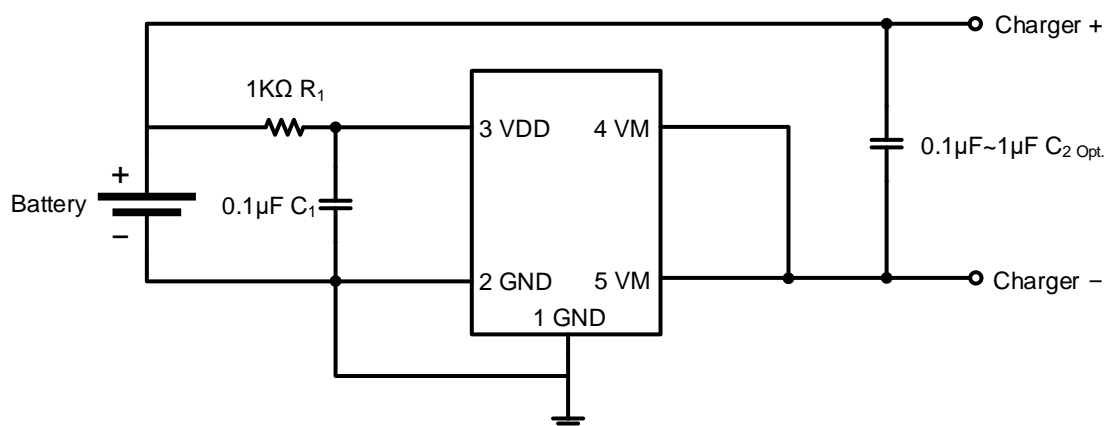 Charger +
1KΩ R₁
3 VDD
4 VM
0.1µF~1µF C₂ Opt.
+
Battery
0.1µF C₁
−
2 GND
5 VM
Charger −
1 GND